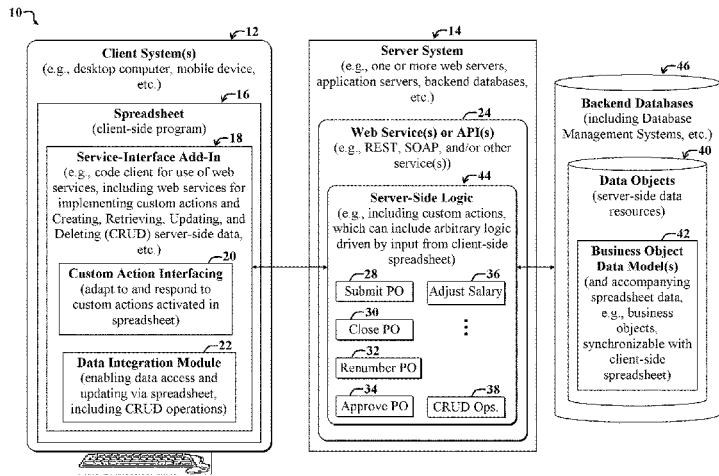 10
12
Client System(s)
(e.g., desktop computer, mobile device,
etc.)
16
Spreadsheet
(client-side program)
18
Service-Interface Add-In
(e.g., code client for use of web
services, including web services for
implementing custom actions and
Creating, Retrieving, Updating, and
Deleting (CRUD) server-side data,
etc.)
20
Custom Action Interfacing
(adapt to and respond to
custom actions activated in
spreadsheet)
22
Data Integration Module
(enabling data access and
updating via spreadsheet,
including CRUD operations)
14
Server System
(e.g., one or more web servers,
application servers, backend databases,
etc.)
24
Web Service(s) or API(s)
(e.g., REST, SOAP, and/or other
service(s))
44
Server-Side Logic
(e.g., including custom actions,
which can include arbitrary logic
driven by input from client-side
spreadsheet)
28
Submit PO
36
Adjust Salary
30
Close PO
32
Renumber PO
34
Approve PO
38
CRUD Ops.
46
Backend Databases
(including Database
Management Systems, etc.)
40
Data Objects
(server-side data
resources)
42
Business Object
Data Model(s)
(and accompanying
spreadsheet data,
e.g., business
objects,
synchronizable with
client-side
spreadsheet)